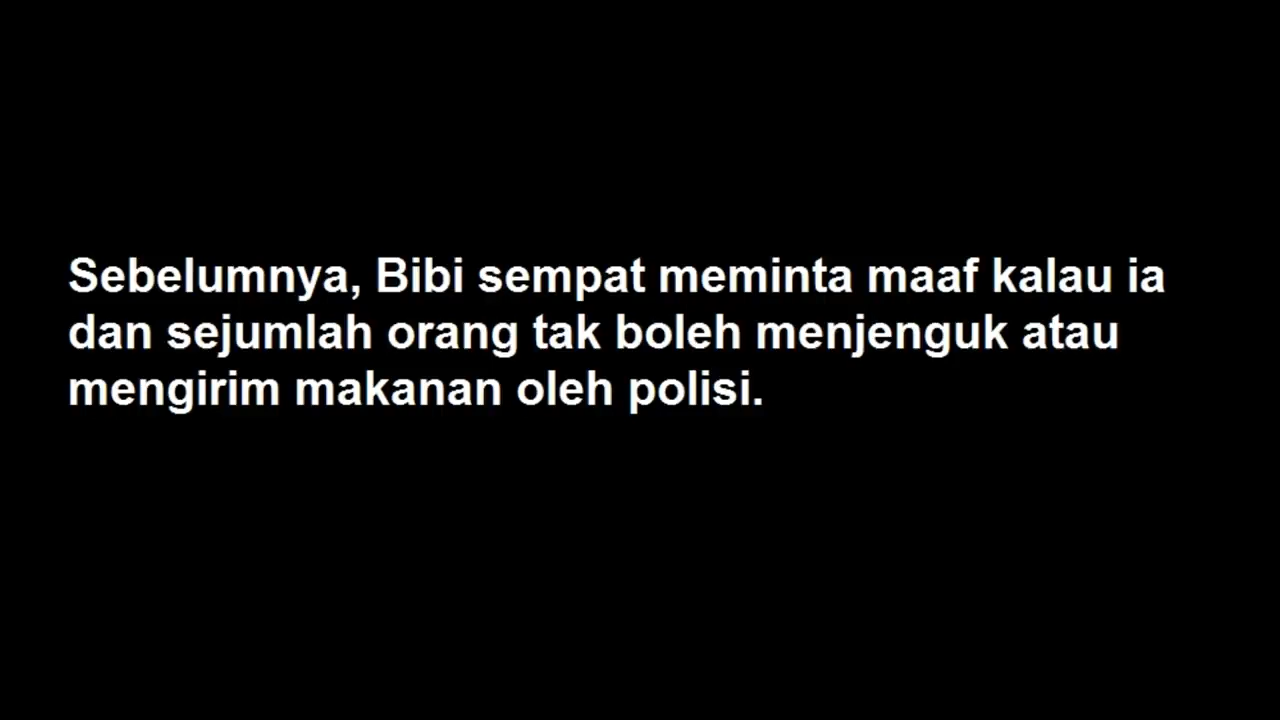 Sebelumnya, Bibi sempat meminta maaf kalau ia
dan sejumlah orang tak boleh menjenguk atau
mengirim makanan oleh polisi.